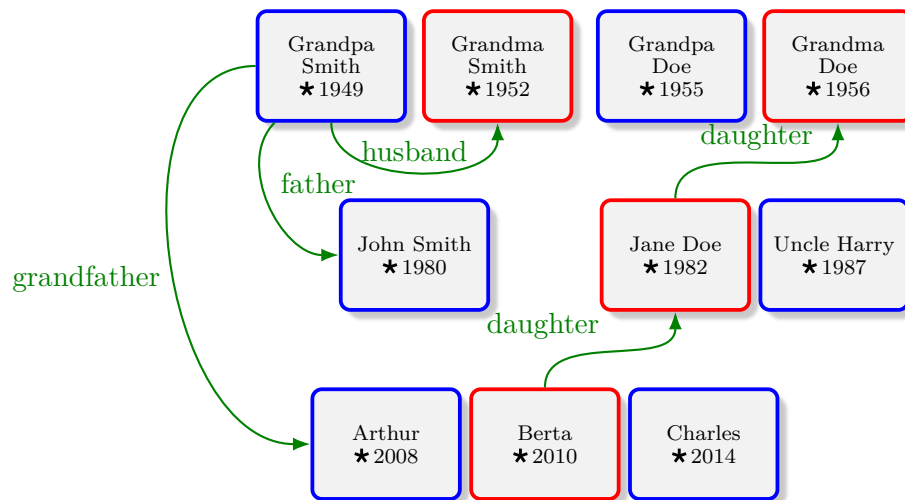 Grandpa
Smith
★ 1949
Grandma
Smith
★ 1952
Grandpa
Doe
★ 1955
Grandma
Doe
★ 1956
husband
daughter
father
John Smith
★ 1980
Jane Doe
★ 1982
Uncle Harry
★ 1987
grandfather
daughter
Arthur
★ 2008
Berta
★ 2010
Charles
★ 2014